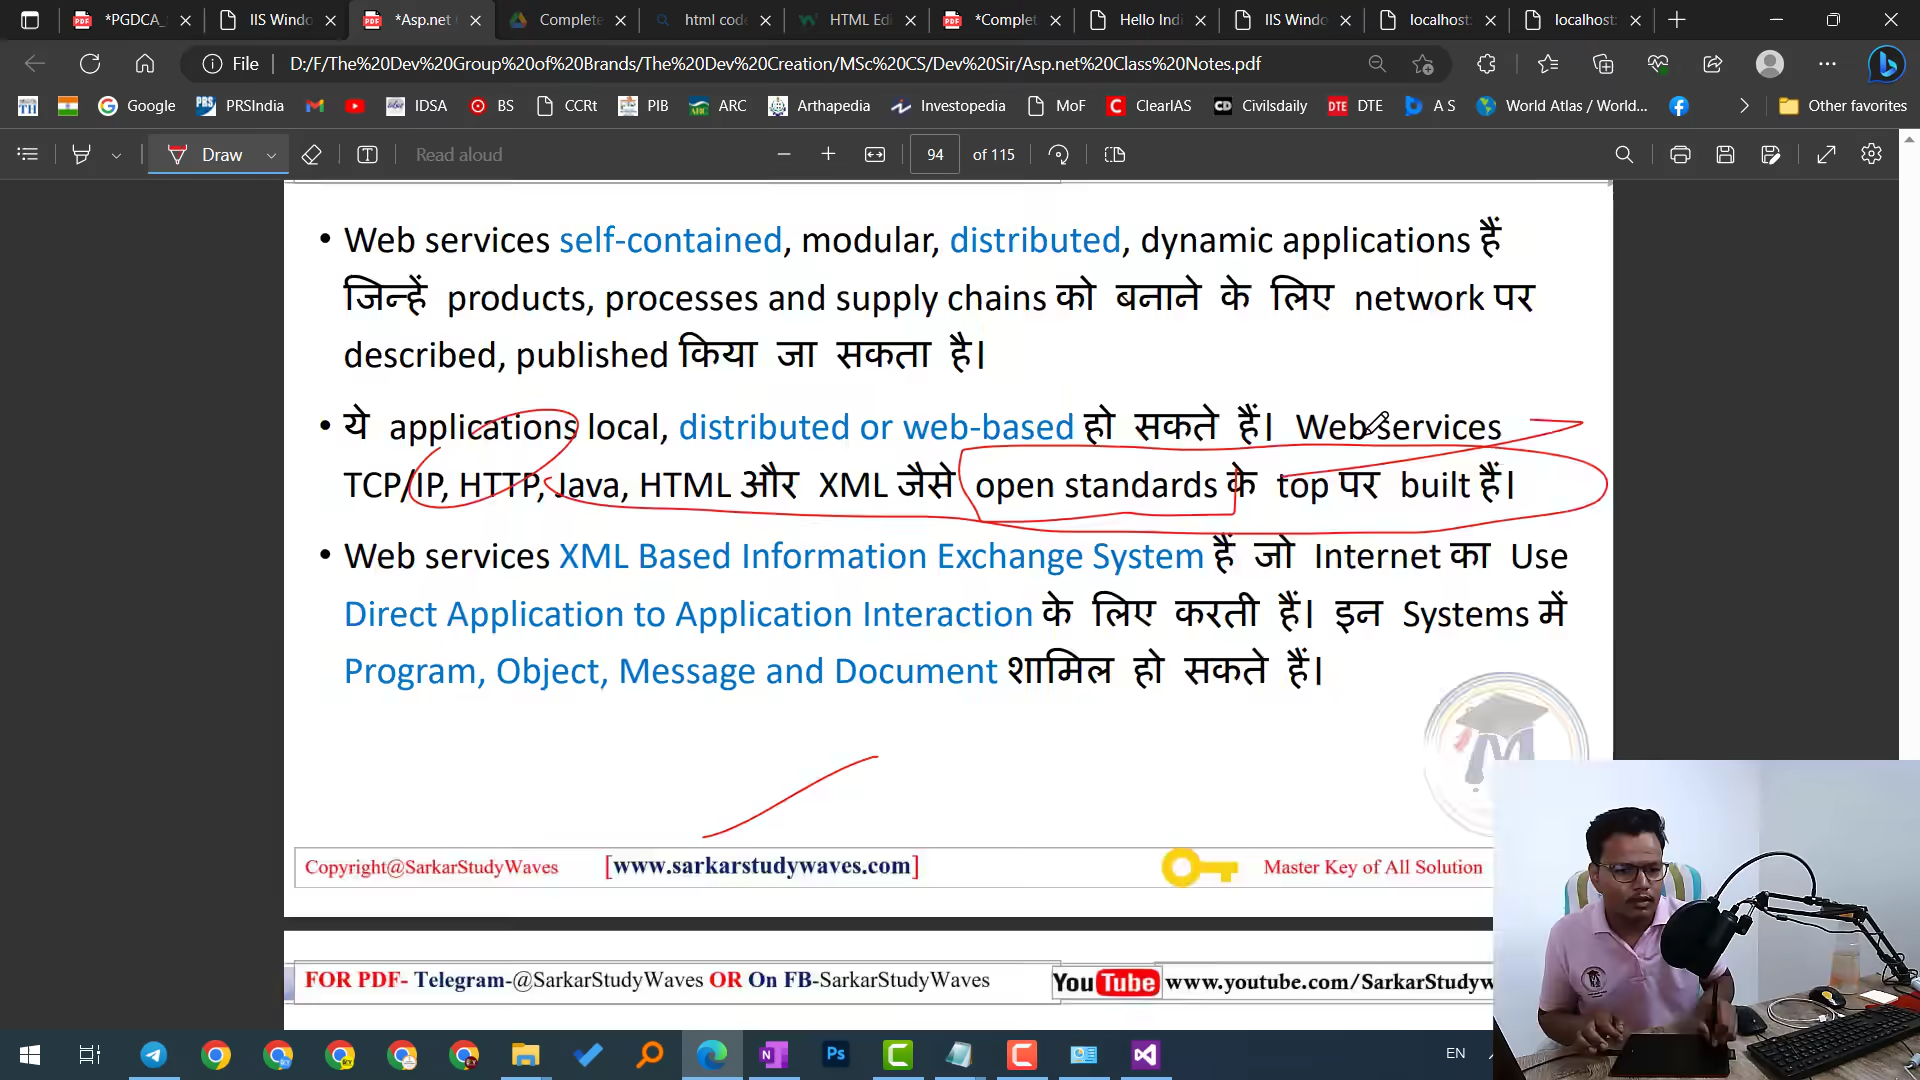 *PGDCA_
IIS Windo
*Asp.net
Complete
html cod
HTML Edi
*Complet
Hello Indi
IIS Windo
localhost:
localhost:
File
D:/F/The%20Dev%20Group%20of%20Brands/The%20Dev%20Creation/MSc%20CS/Dev%20Sir/Asp.net%20Class%20Notes.pdf
Google
PRSIndia
IDSA
BS
CCRt
PIB
ARC
Arthapedia
Investopedia
MoF
ClearIAS
Civilsdaily
DTE
A S
World Atlas / World...
Other favorites
Draw
Read aloud
94 of 115
• Web services self-contained, modular, distributed, dynamic applications हैं
जिन्हें products, processes and supply chains को बनाने के लिए network पर
described, published किया जा सकता है।
• ये applications local, distributed or web-based हो सकते हैं। Web services
TCP/IP, HTTP, Java, HTML और XML जैसे open standards के top पर built हैं।
• Web services XML Based Information Exchange System हैं जो Internet का Use
Direct Application to Application Interaction के लिए करती हैं। इन Systems में
Program, Object, Message and Document शामिल हो सकते हैं।
Copyright@SarkarStudyWaves [www.sarkarstudywaves.com] Master Key of All Solution
FOR PDF- Telegram-@SarkarStudyWaves OR On FB-SarkarStudyWaves YouTube www.youtube.com/SarkarStudyw
EN